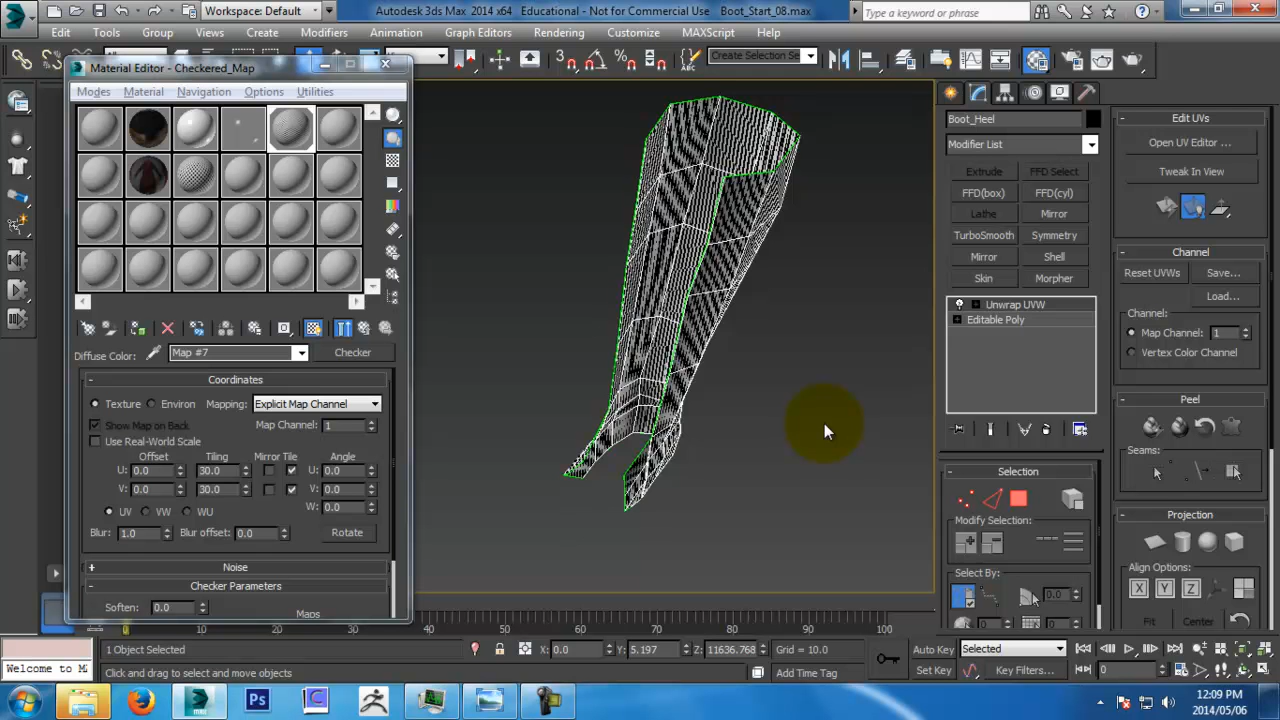 Workspace: Default
Autodesk 3ds Max 2014 x64
Educational - Not for Commercial Use
Boot_Start_08.max
Type a keyword or phrase
Edit
Tools
Group
Views
Create
Modifiers
Animation
Graph Editors
Rendering
Customize
MAXScript
Help
Create Selection Se
Material Editor - Checkered_Map
Modes
Material
Navigation
Options
Utilities
Diffuse Color:
Map #7
Checker
Coordinates
Texture
Environ
Mapping:
Explicit Map Channel
Show Map on Back
Map Channel:
1
Use Real-World Scale
Offset
Tiling
Mirror Tile
Angle
U:
0.0
30.0
U:
0.0
V:
0.0
30.0
V:
0.0
UV
VW
WU
W:
0.0
Blur:
1.0
Blur offset:
0.0
Rotate
Noise
Checker Parameters
Soften:
0.0
Maps
Boot_Heel
Modifier List
Extrude
FFD Select
FFD(box)
FFD(cyl)
Lathe
Mirror
TurboSmooth
Symmetry
Mirror
Shell
Skin
Morpher
Unwrap UVW
Editable Poly
Selection
Modify Selection:
Select By:
0.0
Edit UVs
Open UV Editor ...
Tweak In View
Channel
Reset UVWs
Save...
Load...
Channel:
Map Channel:
1
Vertex Color Channel
Peel
Seams:
Projection
Align Options:
X
Y
Z
Fit
Center
0
10
20
30
40
50
60
70
80
90
100
1 Object Selected
X:
0.0
Y:
5.197
Z:
11636.768
Grid = 10.0
Auto Key
Selected
Welcome to M
Click and drag to select and move objects
Add Time Tag
Set Key
Key Filters...
0
Ps
12:09 PM
2014/05/06